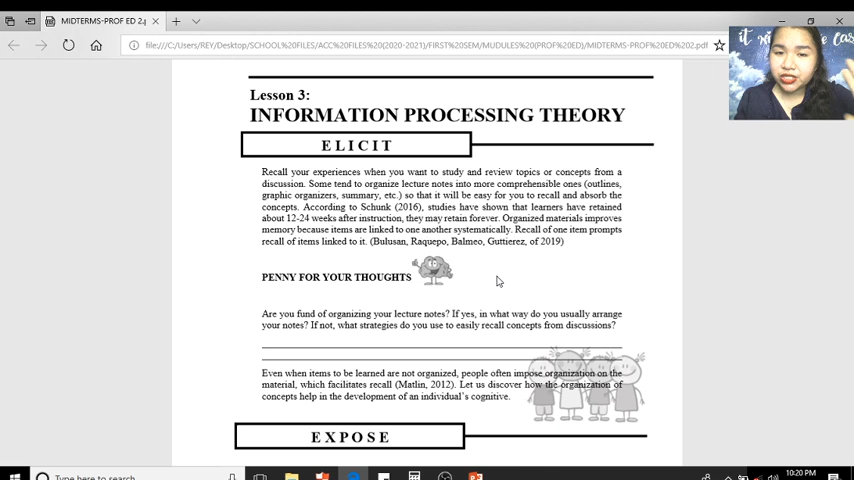 MIDTERMS-PROF ED 2.p
file:///C:/Users/REY/Desktop/SCHOOL%20FILES/ACC%20FILES%20(2020-2021)/FIRST%20SEM/MUDULES%20(PROF%20ED)/MIDTERMS-PROF%20ED%202.pdf
Lesson 3:
INFORMATION PROCESSING THEORY
ELICIT
Recall your experiences when you want to study and review topics or concepts from a
discussion. Some tend to organize lecture notes into more comprehensible ones (outlines,
graphic organizers, summary, etc.) so that it will be easy for you to recall and absorb the
concepts. According to Schunk (2016), studies have shown that learners have retained
about 12-24 weeks after instruction, they may retain forever. Organized materials improves
memory because items are linked to one another systematically. Recall of one item prompts
recall of items linked to it. (Bulusan, Raquepo, Balmeo, Guttierez, of 2019)
PENNY FOR YOUR THOUGHTS
Are you fund of organizing your lecture notes? If yes, in what way do you usually arrange
your notes? If not, what strategies do you use to easily recall concepts from discussions?
Even when items to be learned are not organized, people often impose organization on the
material, which facilitates recall (Matlin, 2012). Let us discover how the organization of
concepts help in the development of an individual's cognitive.
EXPOSE
Type here to search
10:20 PM